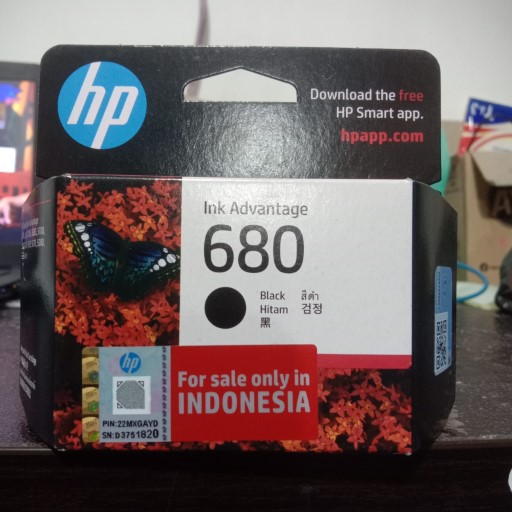 hp
Download the free
HP Smart app.
hpapp.com
Ink Advantage
680
Black สีดำ
Hitam 검정
黑
hp
For sale only in
INDONESIA
PIN:22MXGAYD
SN:D3751820